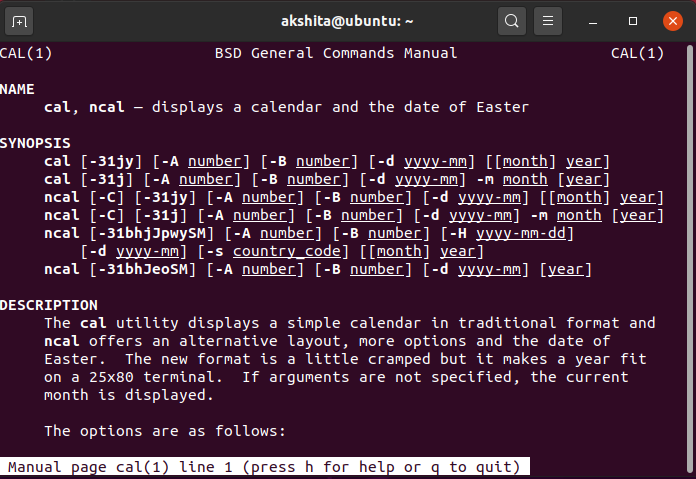 akshita@ubuntu: ~
CAL(1) BSD General Commands Manual CAL(1)
NAME
cal, ncal — displays a calendar and the date of Easter
SYNOPSIS
cal [-31jy] [-A number] [-B number] [-d yyyy-mm] [[month] year]
cal [-31j] [-A number] [-B number] [-d yyyy-mm] -m month [year]
ncal [-C] [-31jy] [-A number] [-B number] [-d yyyy-mm] [[month] year]
ncal [-C] [-31j] [-A number] [-B number] [-d yyyy-mm] -m month [year]
ncal [-31bhjJpwySM] [-A number] [-B number] [-H yyyy-mm-dd]
[-d yyyy-mm] [-s country_code] [[month] year]
ncal [-31bhJeoSM] [-A number] [-B number] [-d yyyy-mm] [year]
DESCRIPTION
The cal utility displays a simple calendar in traditional format and
ncal offers an alternative layout, more options and the date of
Easter. The new format is a little cramped but it makes a year fit
on a 25x80 terminal. If arguments are not specified, the current
month is displayed.
The options are as follows:
Manual page cal(1) line 1 (press h for help or q to quit)